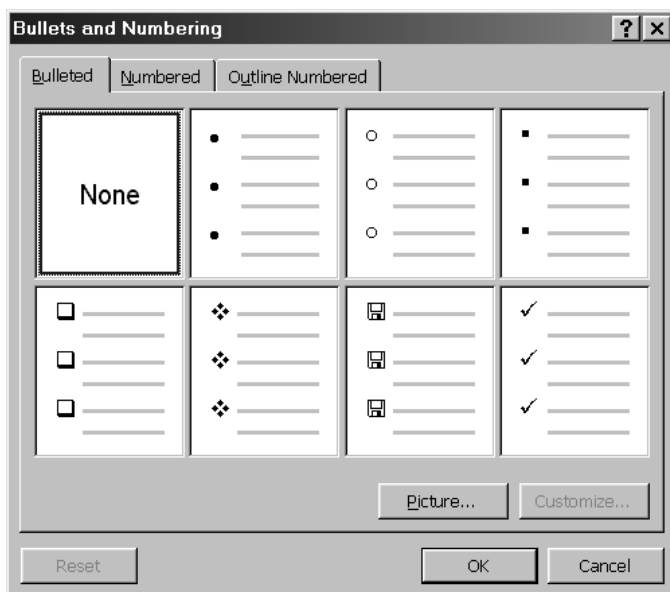 Bullets and Numbering
Bulleted Numbered Outline Numbered
None
Picture... Customize...
Reset OK Cancel